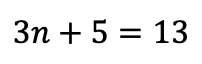 3n + 5 = 13